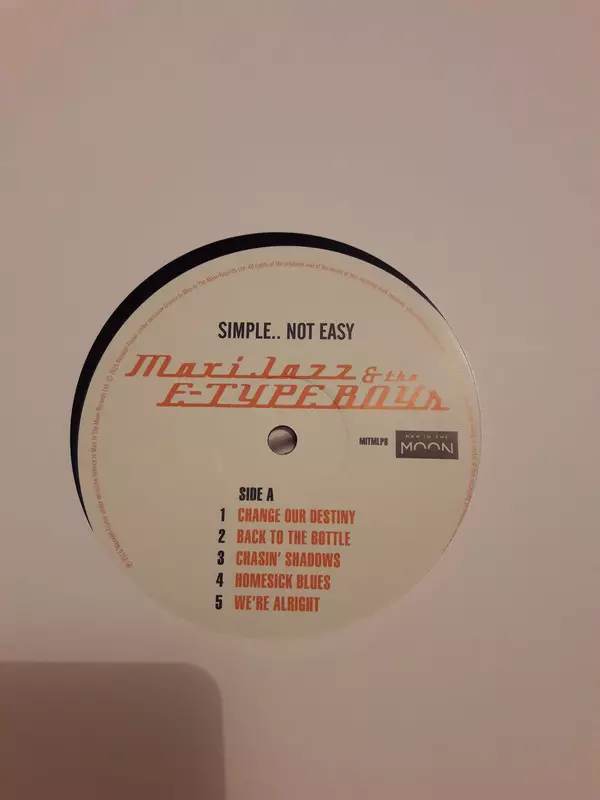 SIMPLE.. NOT EASY
Maxi Jazz & the
E-TYPE BOYs
MITMLP8
MAN IN THE
MOON
SIDE A
1 CHANGE OUR DESTINY
2 BACK TO THE BOTTLE
3 CHASIN' SHADOWS
4 HOMESICK BLUES
5 WE'RE ALRIGHT